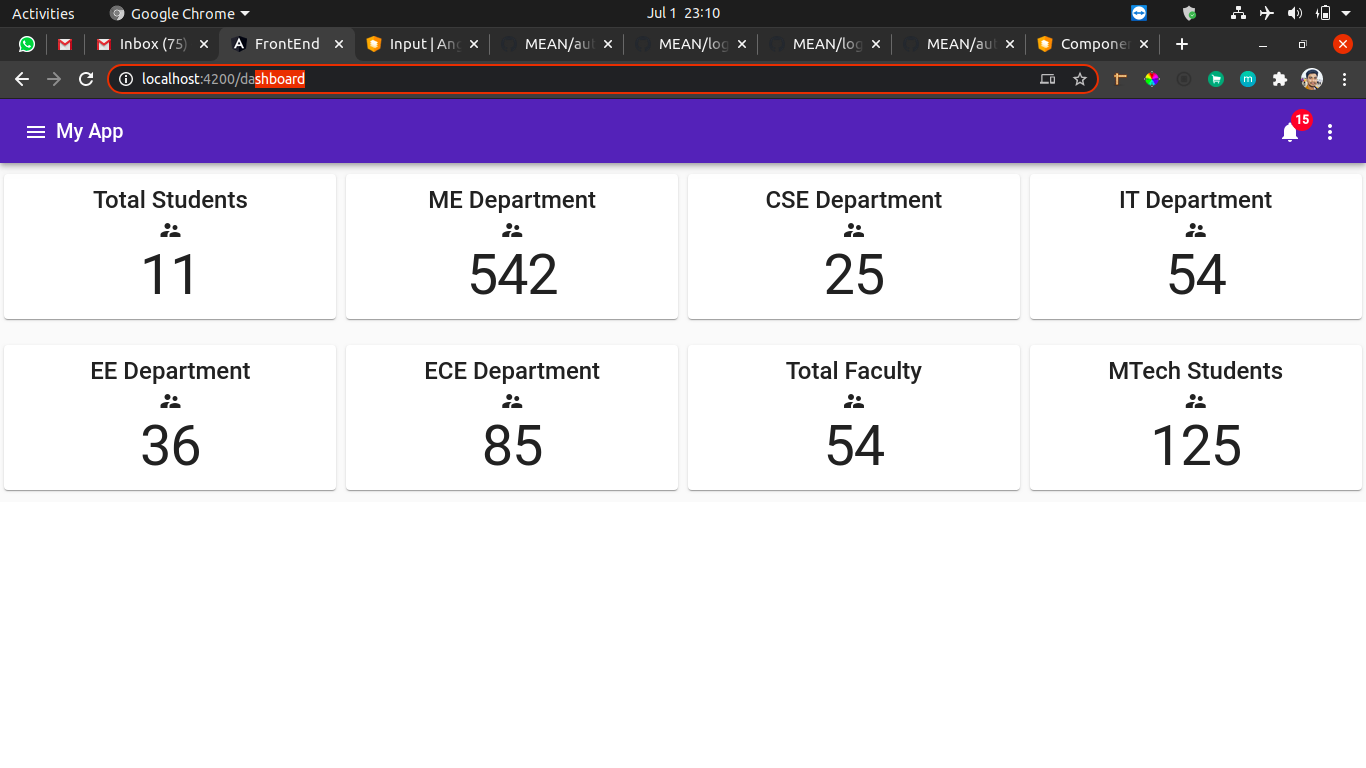 Activities Google Chrome Jul 1 23:10
Inbox (75) FrontEnd Input | Ang MEAN/aut MEAN/log MEAN/log MEAN/aut Componen
localhost:4200/dashboard
My App 15
Total Students ME Department CSE Department IT Department
11 542 25 54
EE Department ECE Department Total Faculty MTech Students
36 85 54 125